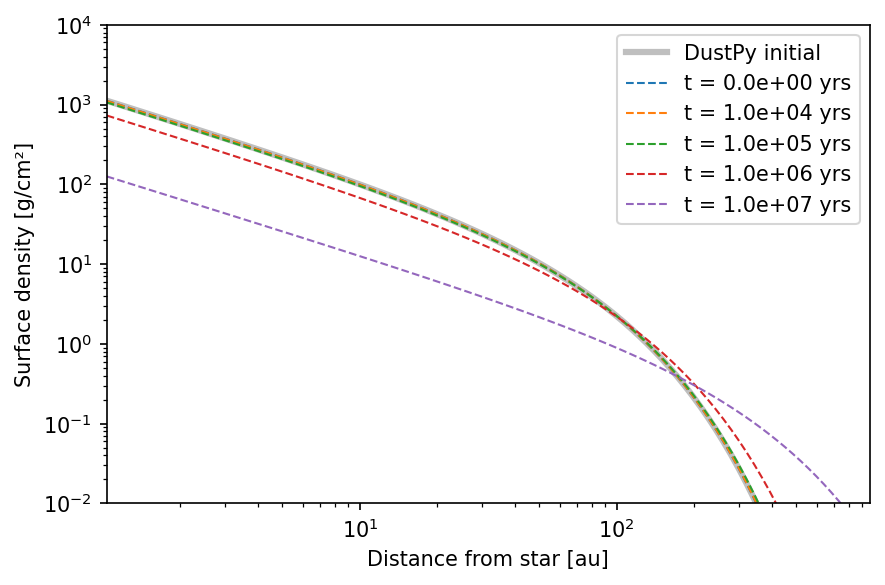 DustPy initial
t = 0.0e+00 yrs
t = 1.0e+04 yrs
t = 1.0e+05 yrs
t = 1.0e+06 yrs
t = 1.0e+07 yrs
Surface density [g/cm²]
10⁴
10³
10²
10¹
10⁰
10⁻¹
10⁻²
10¹
10²
Distance from star [au]